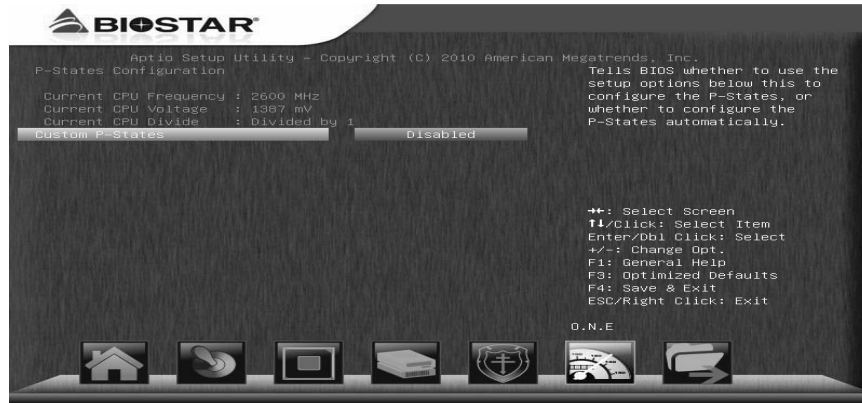 BIOSTAR®
Aptio Setup Utility - Copyright (C) 2010 American Megatrends, Inc.
P-States Configuration
Current CPU Frequency : 2600 MHz
Current CPU Voltage : 1387 mV
Current CPU Divide : Divided by 1
Custom P-States Disabled
Tells BIOS whether to use the
setup options below this to
configure the P-States, or
whether to configure the
P-States automatically.
→←: Select Screen
↑↓/Click: Select Item
Enter/Dbl Click: Select
+/-: Change Opt.
F1: General Help
F3: Optimized Defaults
F4: Save & Exit
ESC/Right Click: Exit
O.N.E